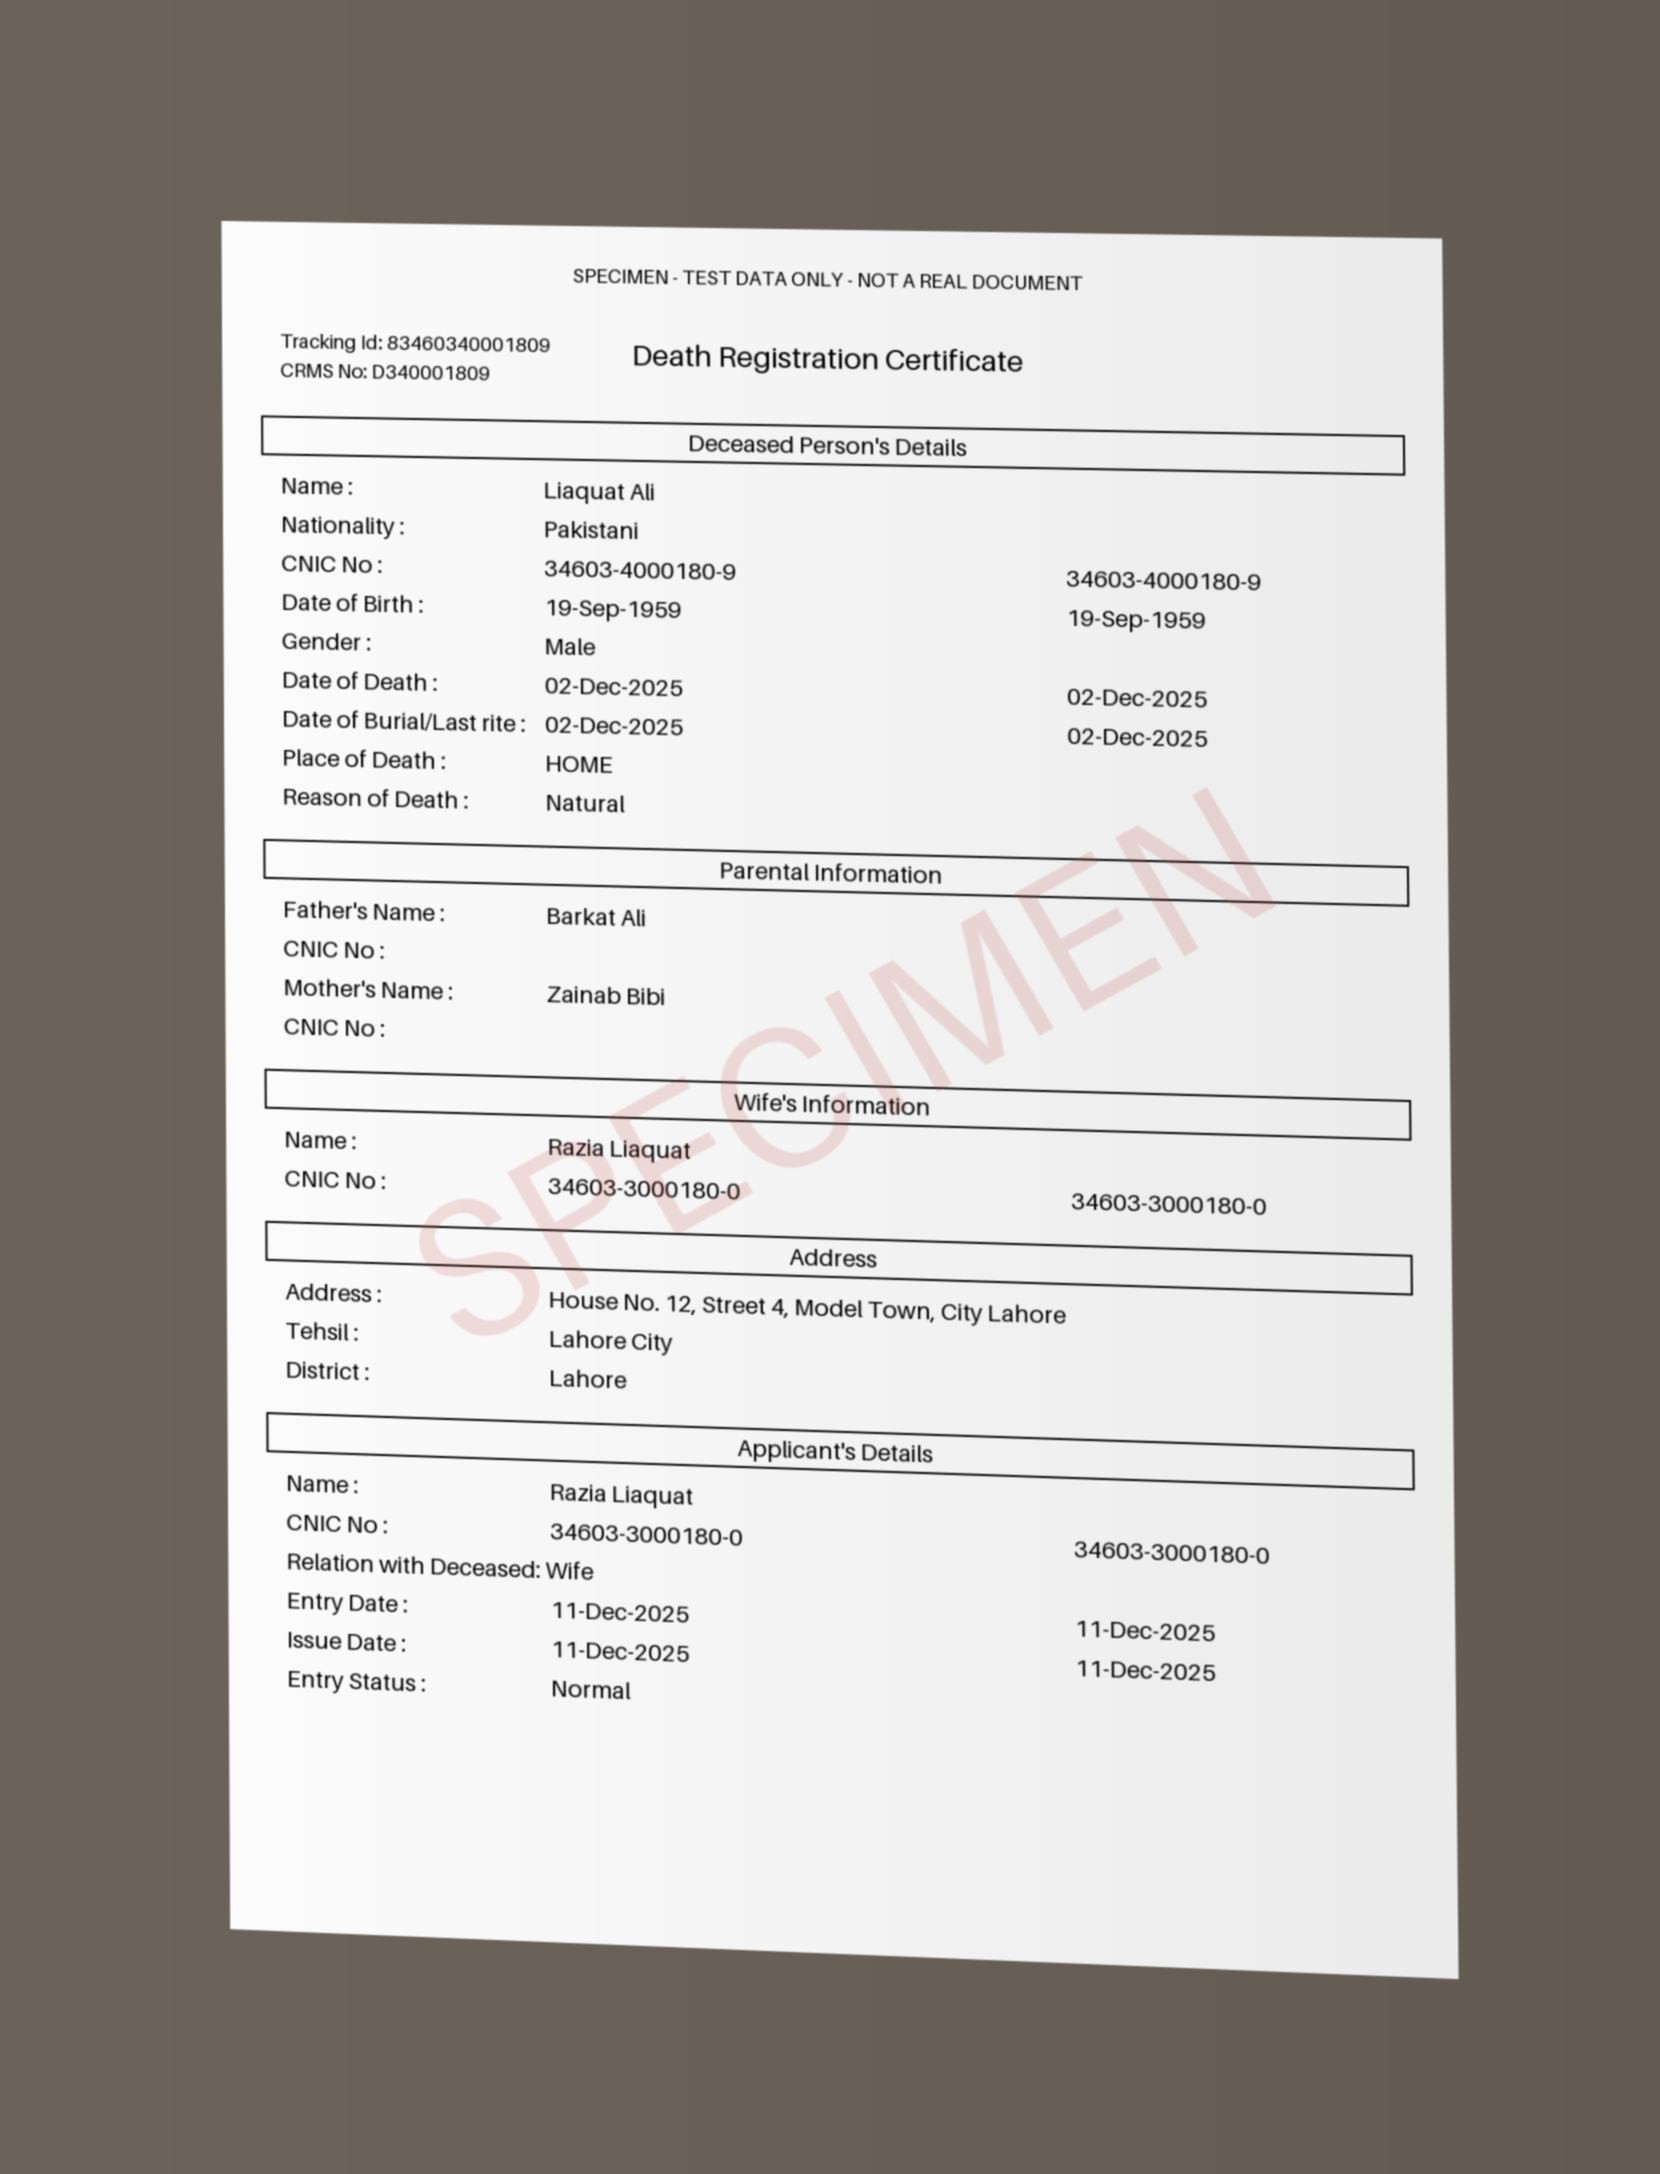 SPECIMEN - TEST DATA ONLY - NOT A REAL DOCUMENT
Tracking Id: 83460340001809
CRMS No: D340001809
Death Registration Certificate
Deceased Person's Details
Name : Liaquat Ali
Nationality : Pakistani
CNIC No : 34603-4000180-9 34603-4000180-9
Date of Birth : 19-Sep-1959 19-Sep-1959
Gender : Male
Date of Death : 02-Dec-2025 02-Dec-2025
Date of Burial/Last rite : 02-Dec-2025 02-Dec-2025
Place of Death : HOME
Reason of Death : Natural
Parental Information
Father's Name : Barkat Ali
CNIC No :
Mother's Name : Zainab Bibi
CNIC No :
Wife's Information
Name : Razia Liaquat
CNIC No : 34603-3000180-0 34603-3000180-0
Address
Address : House No. 12, Street 4, Model Town, City Lahore
Tehsil : Lahore City
District : Lahore
Applicant's Details
Name : Razia Liaquat
CNIC No : 34603-3000180-0 34603-3000180-0
Relation with Deceased: Wife
Entry Date : 11-Dec-2025 11-Dec-2025
Issue Date : 11-Dec-2025 11-Dec-2025
Entry Status : Normal
SPECIMEN